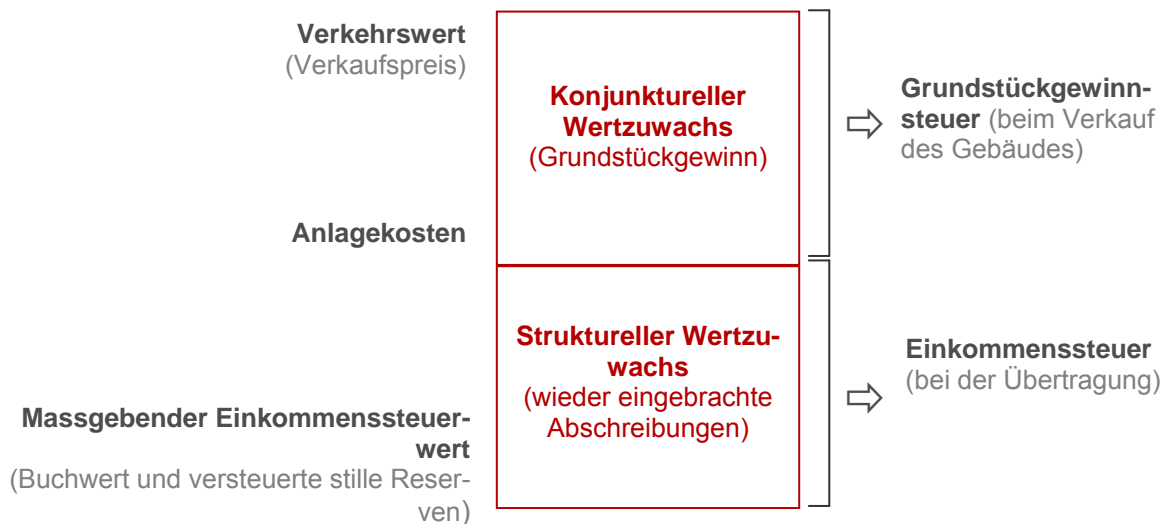 Verkehrswert
(Verkaufspreis)
Konjunktureller
Wertzuwachs
(Grundstückgewinn)
Grundstückgewinn-
steuer (beim Verkauf
des Gebäudes)
Anlagekosten
Struktureller Wertzu-
wachs
(wieder eingebrachte
Abschreibungen)
Einkommenssteuer
(bei der Übertragung)
Massgebender Einkommenssteuer-
wert
(Buchwert und versteuerte stille Reser-
ven)